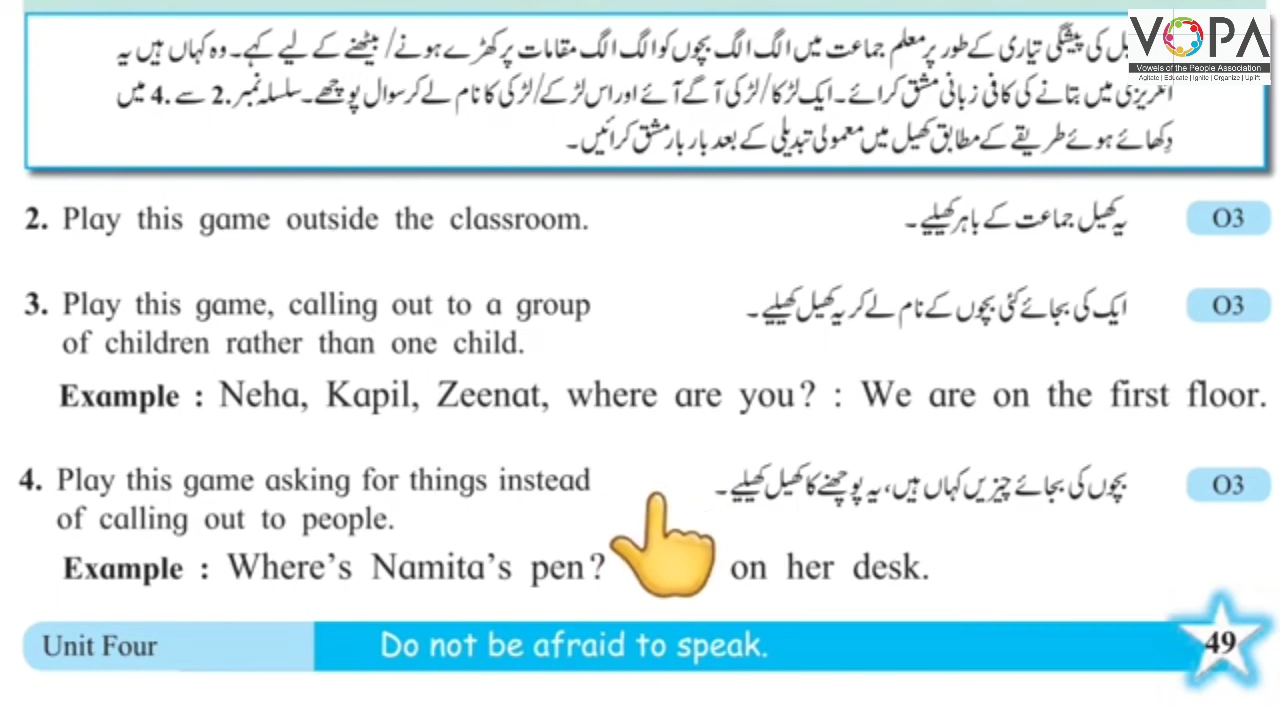 VOPA
Vowels of the People Association
Agitate | Educate | Ignite | Organize | Uplift
کی پیشگی تیاری کے طور پر معلم جماعت میں الگ الگ بچوں کو الگ الگ مقامات پر کھڑے ہونے / بیٹھنے کے لیے کہے۔ وہ کہاں ہیں یہ
انگریزی میں بتانے کی کافی زبانی مشق کرائے۔ ایک لڑکا / لڑکی آگے آئے اور اس لڑکے / لڑکی کا نام لے کر سوال پوچھے۔ سلسلہ نمبر .2 سے .4 میں
دِکھائے ہوئے طریقے کے مطابق کھیل میں معمولی تبدیلی کے بعد بار بار مشق کرائیں۔
2. Play this game outside the classroom. یہ کھیل جماعت کے باہر کھیلیے۔ O3
3. Play this game, calling out to a group ایک کی بجائے کئی بچوں کے نام لے کر یہ کھیل کھیلیے۔ O3
of children rather than one child.
Example : Neha, Kapil, Zeenat, where are you? : We are on the first floor.
4. Play this game asking for things instead بچوں کی بجائے چیزیں کہاں ہیں، یہ پوچھنے کا کھیل کھیلیے۔ O3
of calling out to people.
Example : Where's Namita's pen? on her desk.
Unit Four Do not be afraid to speak. 49